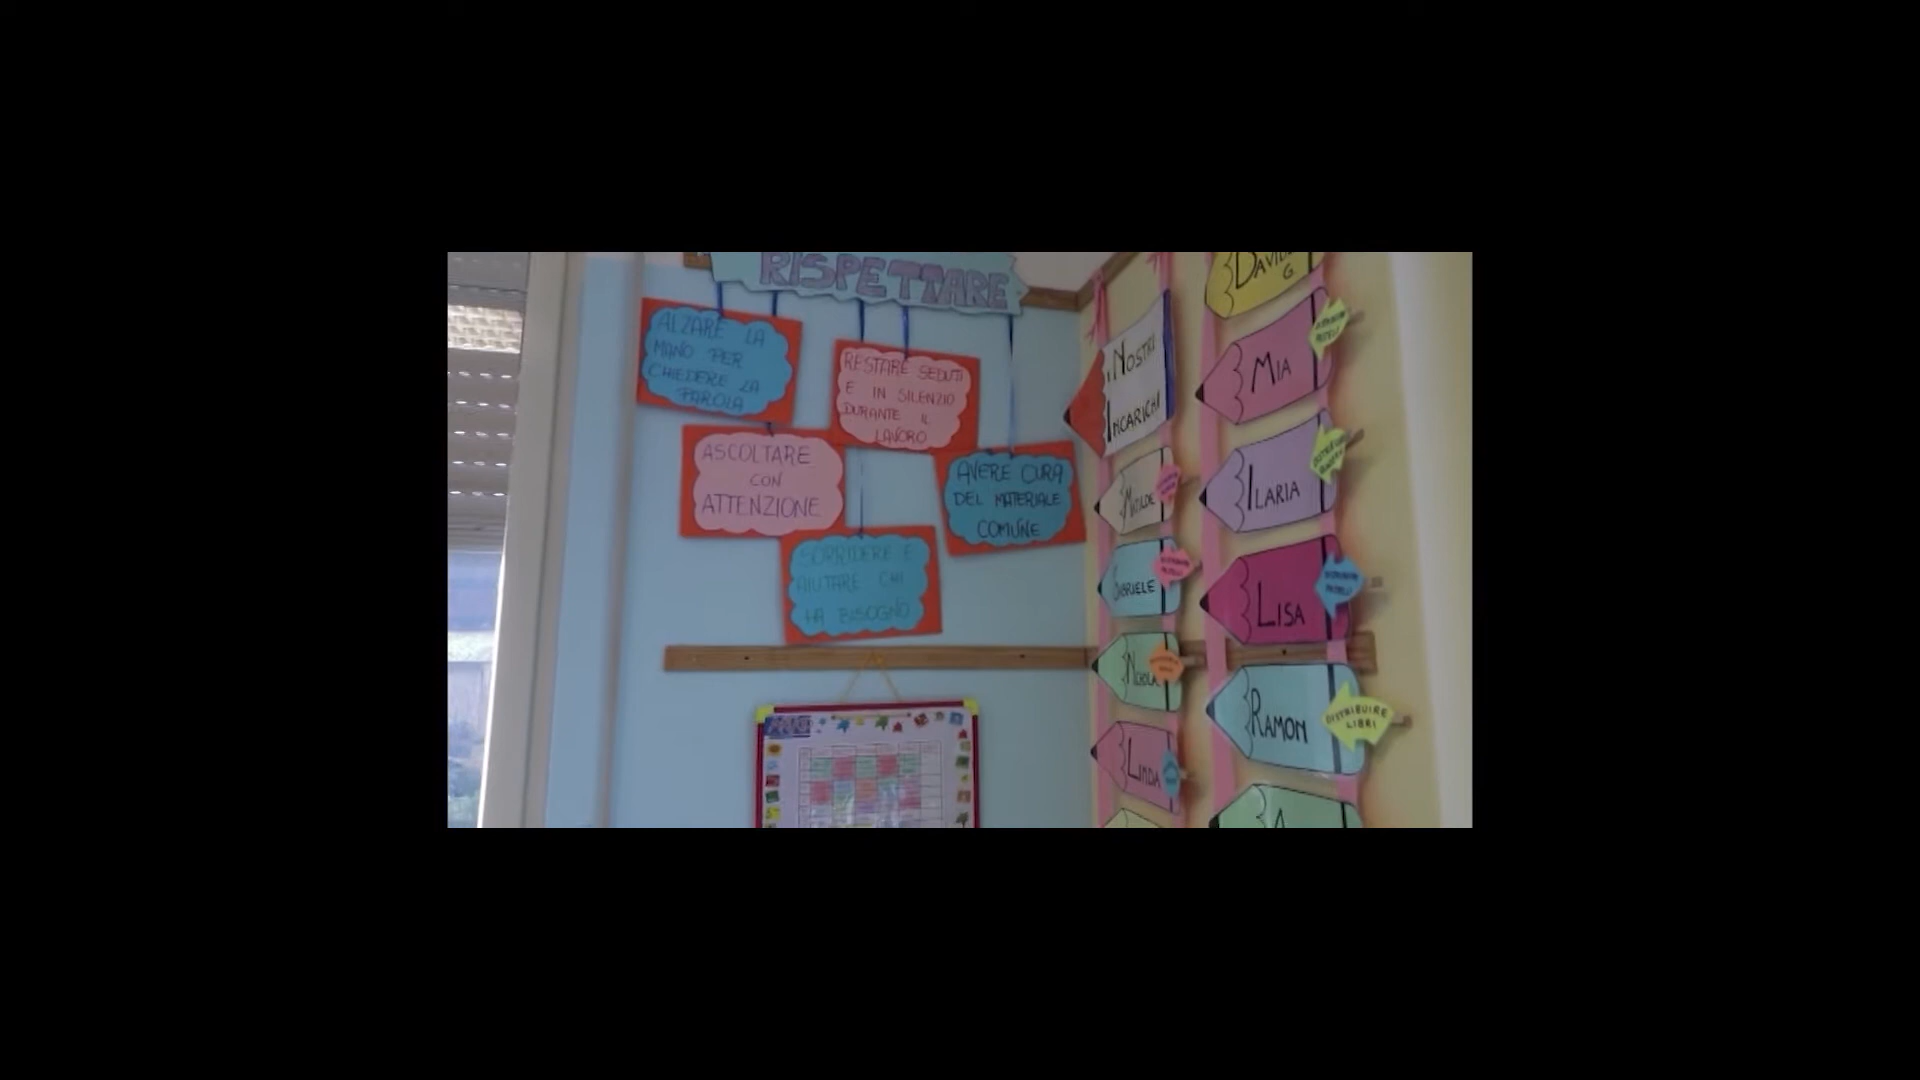 RISPETTARE
ALZARE LA
MANO PER
CHIEDERE LA
PAROLA
RESTARE SEDUTI
E IN SILENZIO
DURANTE IL
LAVORO
ASCOLTARE
CON
ATTENZIONE
AVERE CURA
DEL MATERIALE
COMUNE
SORRIDERE E
AIUTARE CHI
HA BISOGNO
I NOSTRI
INCARICHI
MATILDE
GABRIELE
NICHOLAS
LINDA
G
MIA
ILARIA
LISA
RAMON
DISTRIBUIRE
LIBRI